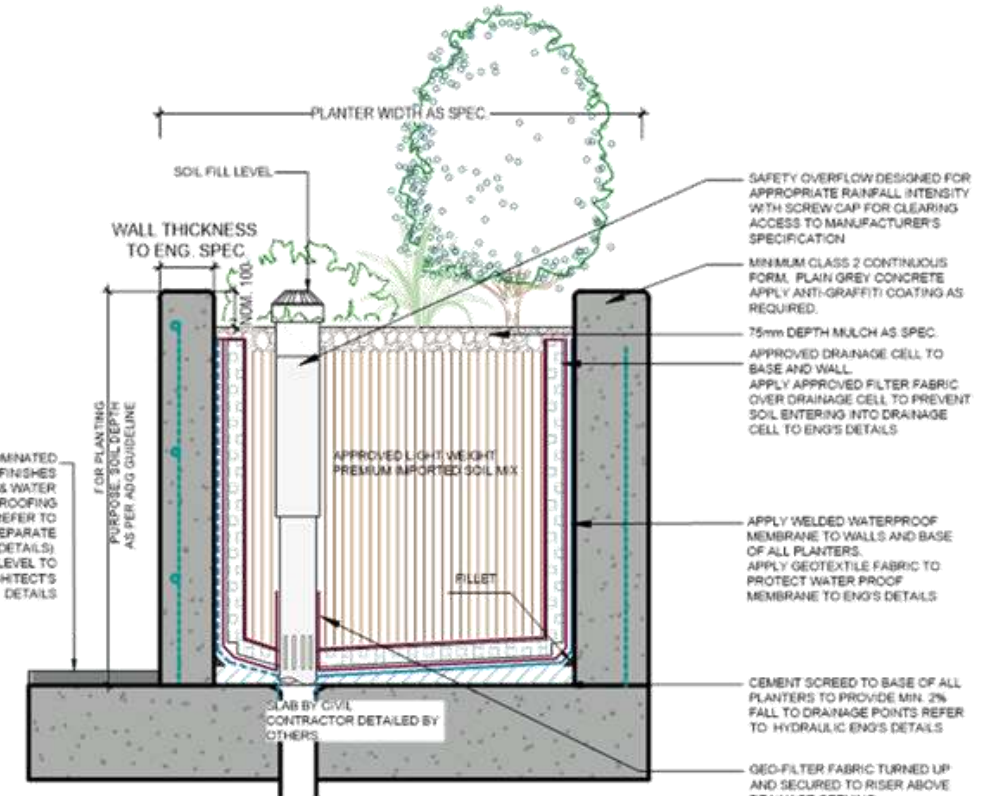 PLANTER WIDTH AS SPEC.
SOIL FILL LEVEL
WALL THICKNESS
TO ENG. SPEC
NOM. 100
SAFETY OVERFLOW DESIGNED FOR
APPROPRIATE RAINFALL INTENSITY
WITH SCREW CAP FOR CLEARING
ACCESS TO MANUFACTURER'S
SPECIFICATION
MINIMUM CLASS 2 CONTINUOUS
FORM, PLAIN GREY CONCRETE
APPLY ANTI-GRAFFITI COATING AS
REQUIRED.
75mm DEPTH MULCH AS SPEC.
APPROVED DRAINAGE CELL TO
BASE AND WALL.
APPLY APPROVED FILTER FABRIC
OVER DRAINAGE CELL TO PREVENT
SOIL ENTERING INTO DRAINAGE
CELL TO ENG'S DETAILS
FOR PLANTING
PURPOSE, SOIL DEPTH
AS PER ADG GUIDELINE
APPROVED LIGHT WEIGHT
PREMIUM IMPORTED SOIL MIX
MINATED
FINISHES
& WATER
ROOFING
REFER TO
EPARATE
DETAILS)
LEVEL TO
HITECT'S
DETAILS
APPLY WELDED WATERPROOF
MEMBRANE TO WALLS AND BASE
OF ALL PLANTERS.
APPLY GEOTEXTILE FABRIC TO
PROTECT WATER PROOF
MEMBRANE TO ENG'S DETAILS
FILLET
CEMENT SCREED TO BASE OF ALL
PLANTERS TO PROVIDE MIN. 2%
FALL TO DRAINAGE POINTS REFER
TO HYDRAULIC ENG'S DETAILS
SLAB BY CIVIL
CONTRACTOR DETAILED BY
OTHERS
GEO-FILTER FABRIC TURNED UP
AND SECURED TO RISER ABOVE